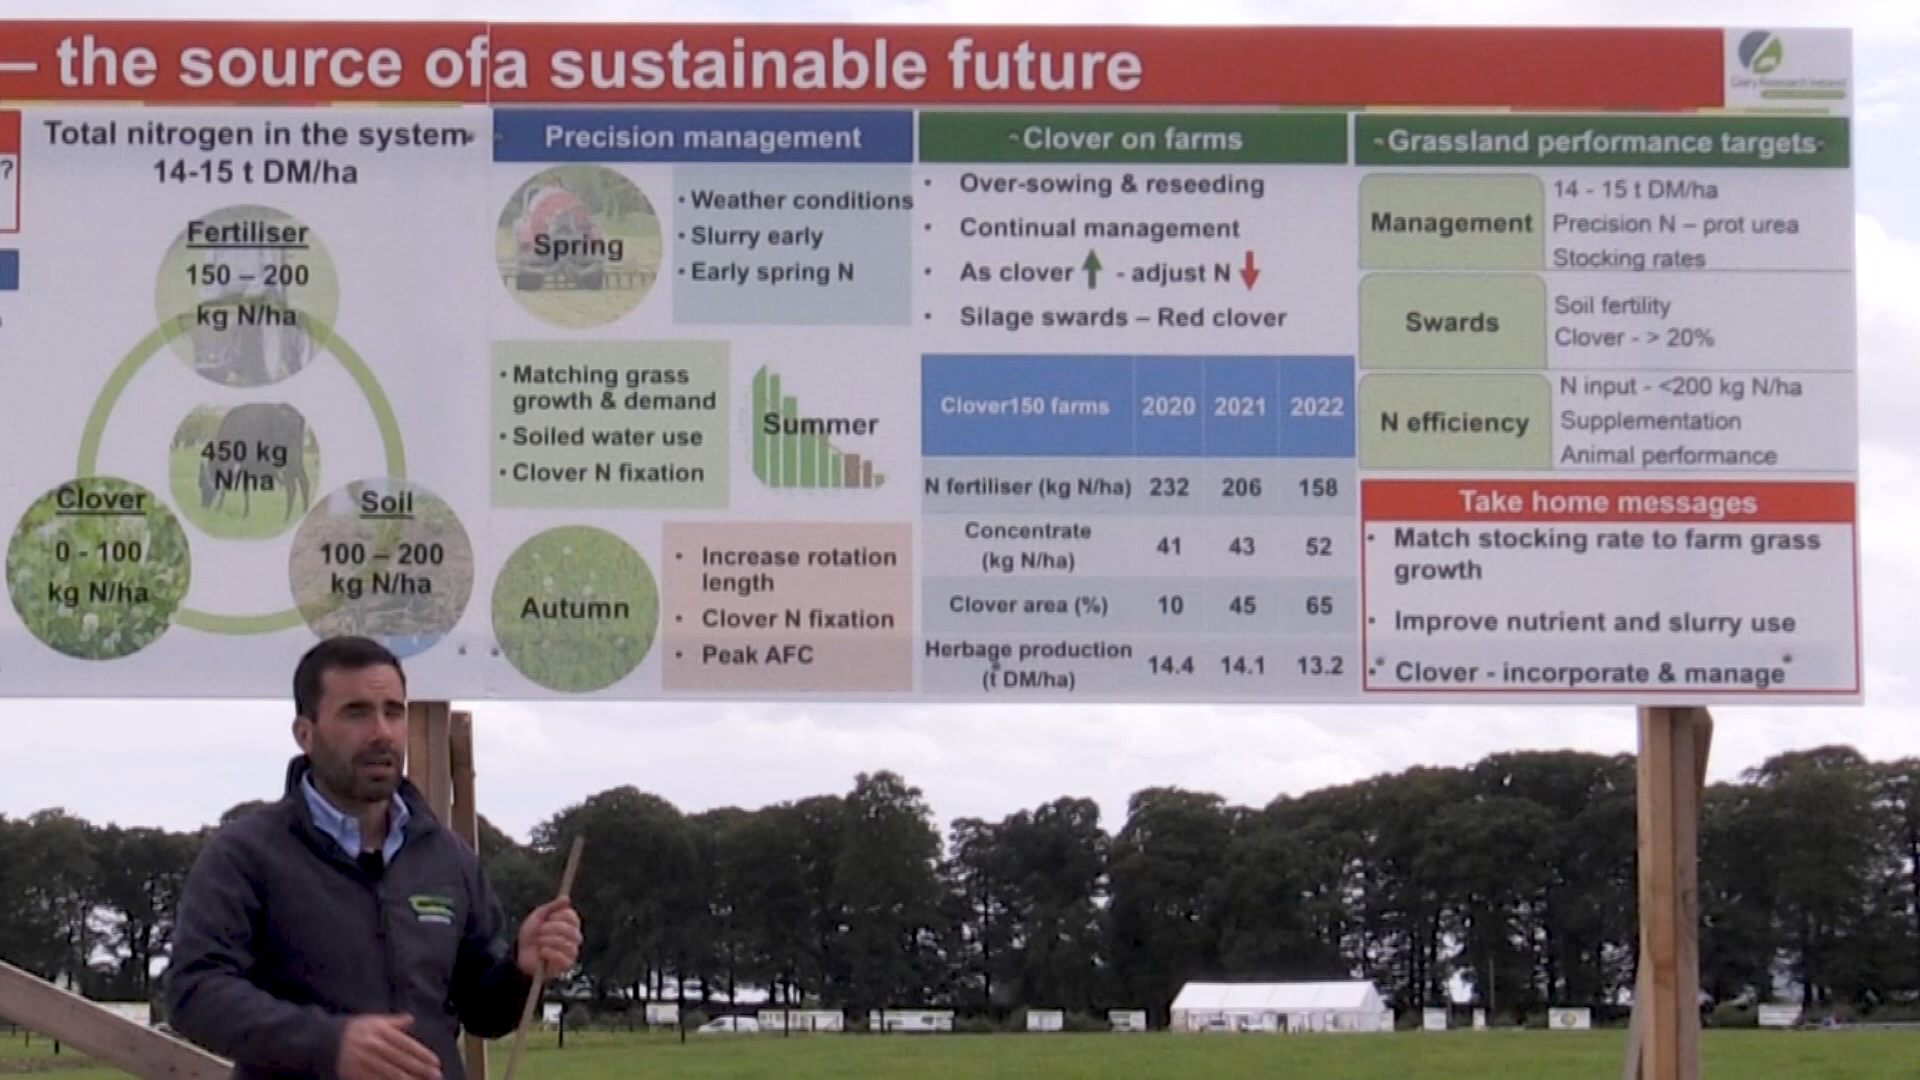 – the source of a sustainable future
Dairy Research Ireland
?
Total nitrogen in the system
14-15 t DM/ha
Fertiliser
150 – 200
kg N/ha
450 kg
N/ha
Clover
0 - 100
kg N/ha
Soil
100 – 200
kg N/ha
Precision management
Spring
• Weather conditions
• Slurry early
• Early spring N
• Matching grass
growth & demand
• Soiled water use
• Clover N fixation
Summer
Autumn
• Increase rotation
length
• Clover N fixation
• Peak AFC
Clover on farms
• Over-sowing & reseeding
• Continual management
• As clover ↑ - adjust N ↓
• Silage swards – Red clover
Clover150 farms 2020 2021 2022
N fertiliser (kg N/ha) 232 206 158
Concentrate
(kg N/ha) 41 43 52
Clover area (%) 10 45 65
Herbage production
(t DM/ha) 14.4 14.1 13.2
Grassland performance targets
Management
14 - 15 t DM/ha
Precision N – prot urea
Stocking rates
Swards
Soil fertility
Clover - > 20%
N efficiency
N input - <200 kg N/ha
Supplementation
Animal performance
Take home messages
• Match stocking rate to farm grass
growth
• Improve nutrient and slurry use
• Clover - incorporate & manage